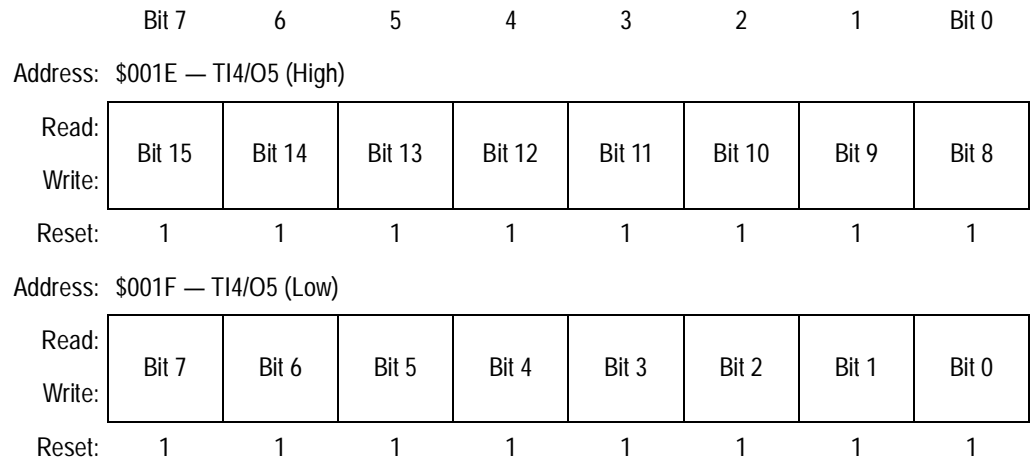 Bit 7 6 5 4 3 2 1 Bit 0
Address: $001E — TI4/O5 (High)
Read:
Bit 15 Bit 14 Bit 13 Bit 12 Bit 11 Bit 10 Bit 9 Bit 8
Write:
Reset: 1 1 1 1 1 1 1 1
Address: $001F — TI4/O5 (Low)
Read:
Bit 7 Bit 6 Bit 5 Bit 4 Bit 3 Bit 2 Bit 1 Bit 0
Write:
Reset: 1 1 1 1 1 1 1 1